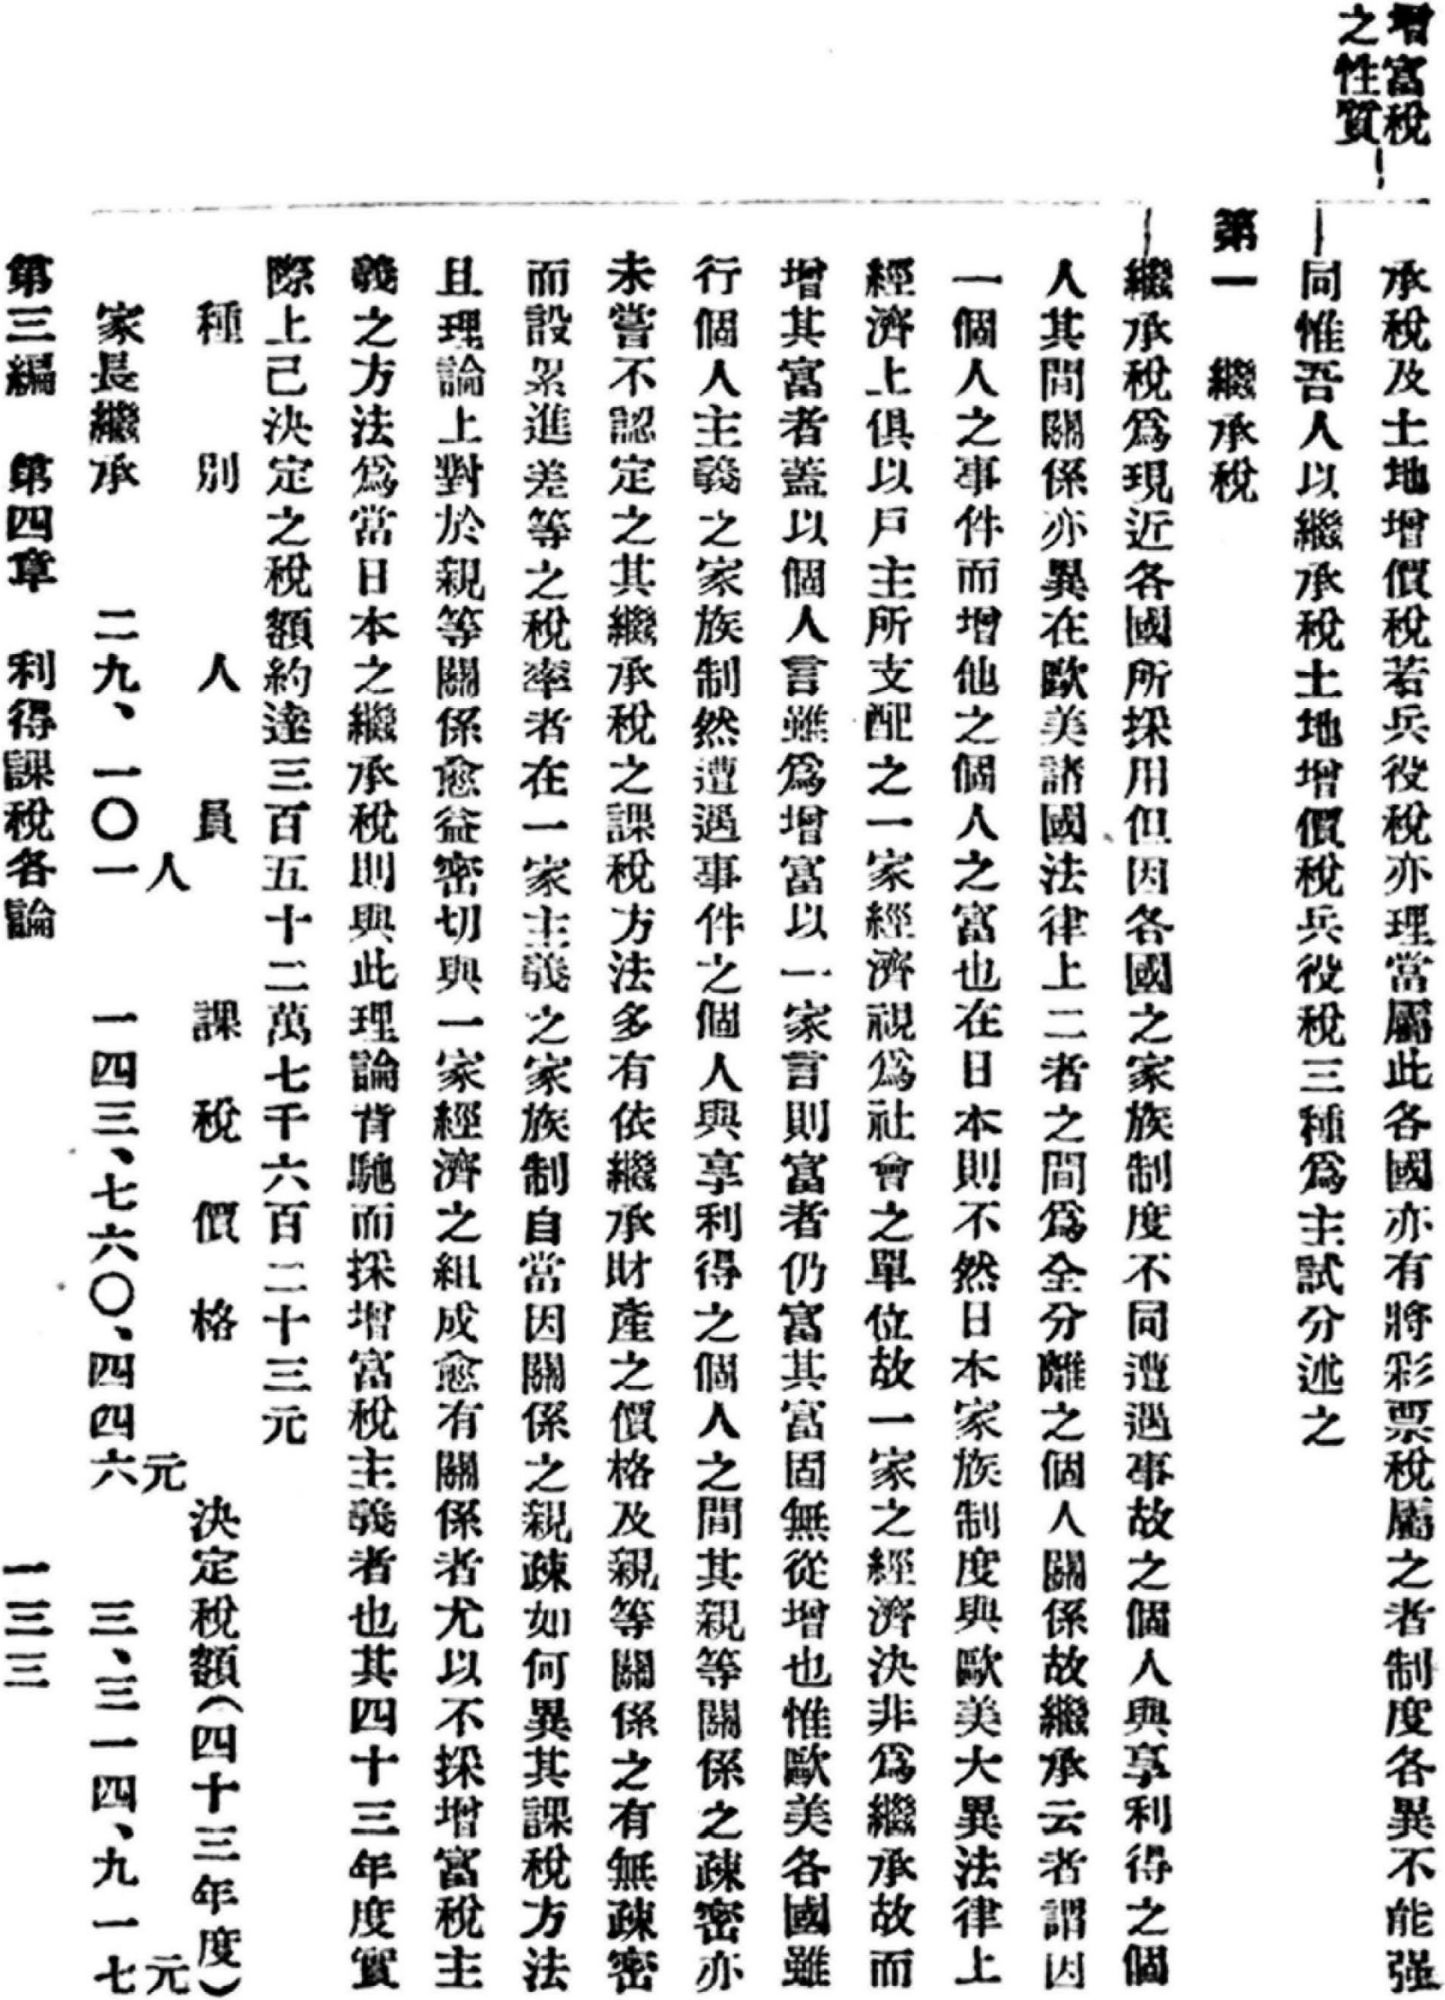 增富稅
之性質
承稅及土地增價稅若兵役稅亦理當屬此各國亦有將彩票稅屬之者制度各異不能强
同惟吾人以繼承稅土地增價稅兵役稅三種爲主試分述之
第一　繼承稅
繼承稅爲現近各國所採用但因各國之家族制度不同遭遇事故之個人與享利得之個
人其間關係亦異在歐美諸國法律上二者之間爲全分離之個人關係故繼承云者謂因
一個人之事件而增他之個人之富也在日本則不然日本家族制度與歐美大異法律上
經濟上俱以戶主所支配之一家經濟視爲社會之單位故一家之經濟決非爲繼承故而
增其富者蓋以個人言雖爲增富以一家言則富者仍富其富固無從增也惟歐美各國雖
行個人主義之家族制然遭遇事件之個人與享利得之個人之間其親等關係之疎密亦
未嘗不認定之其繼承稅之課稅方法多有依繼承財產之價格及親等關係之有無疎密
而設累進差等之稅率者在一家主義之家族制自當因關係之親疎如何異其課稅方法
且理論上對於親等關係愈益密切與一家經濟之組成愈有關係者尤以不採增富稅主
義之方法爲當日本之繼承稅則與此理論背馳而採增富稅主義者也其四十三年度實
際上己決定之稅額約達三百五十二萬七千六百二十三元
種別　人員　課稅價格　決定稅額(四十三年度)
家長繼承　二九、一〇一人　一四三、七六〇、四四六元　三、三一四、九一七元
第三編　第四章　利得課稅各論　一三三